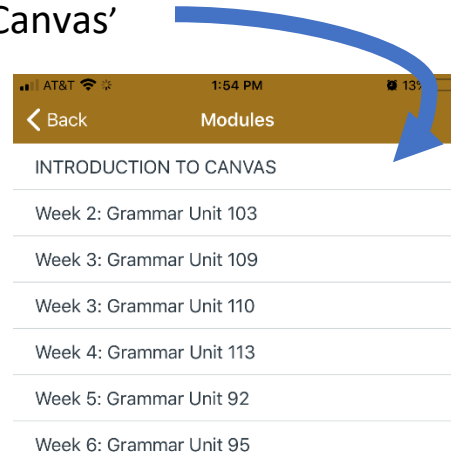 Canvas’
AT&T 1:54 PM 13%
Back Modules
INTRODUCTION TO CANVAS
Week 2: Grammar Unit 103
Week 3: Grammar Unit 109
Week 3: Grammar Unit 110
Week 4: Grammar Unit 113
Week 5: Grammar Unit 92
Week 6: Grammar Unit 95